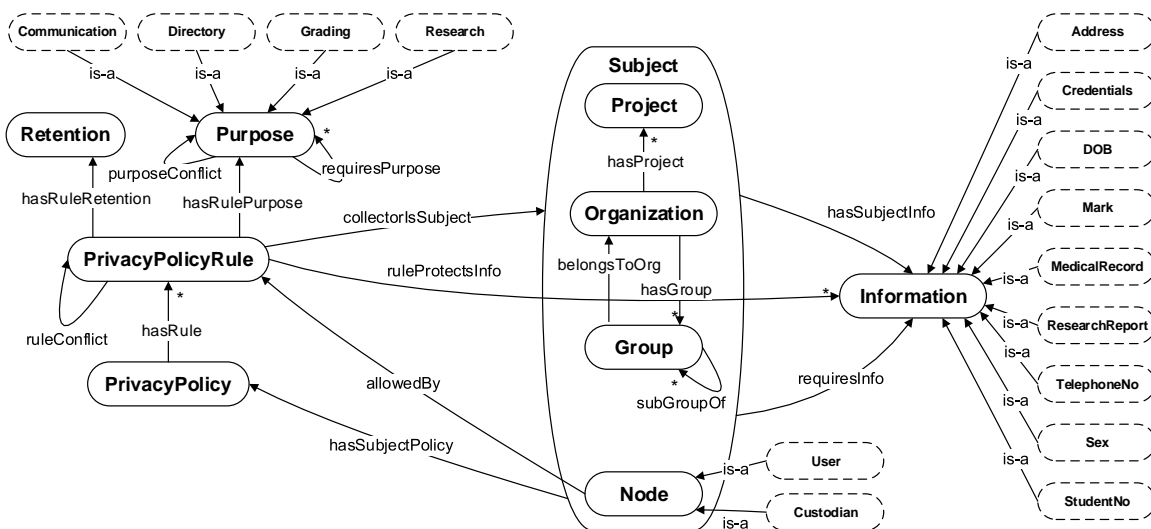 Communication
Directory
Grading
Research
is-a
is-a
is-a
is-a
Retention
Purpose
*
purposeConflict
requiresPurpose
hasRuleRetention
hasRulePurpose
collectorIsSubject
PrivacyPolicyRule
ruleProtectsInfo
*
ruleConflict
*
hasRule
PrivacyPolicy
allowedBy
hasSubjectPolicy
Subject
Project
*
hasProject
Organization
belongsToOrg
hasGroup
*
Group
*
subGroupOf
Node
is-a
User
is-a
Custodian
hasSubjectInfo
Information
requiresInfo
Address
is-a
Credentials
is-a
DOB
is-a
Mark
is-a
MedicalRecord
is-a
ResearchReport
is-a
TelephoneNo
is-a
Sex
is-a
StudentNo
is-a